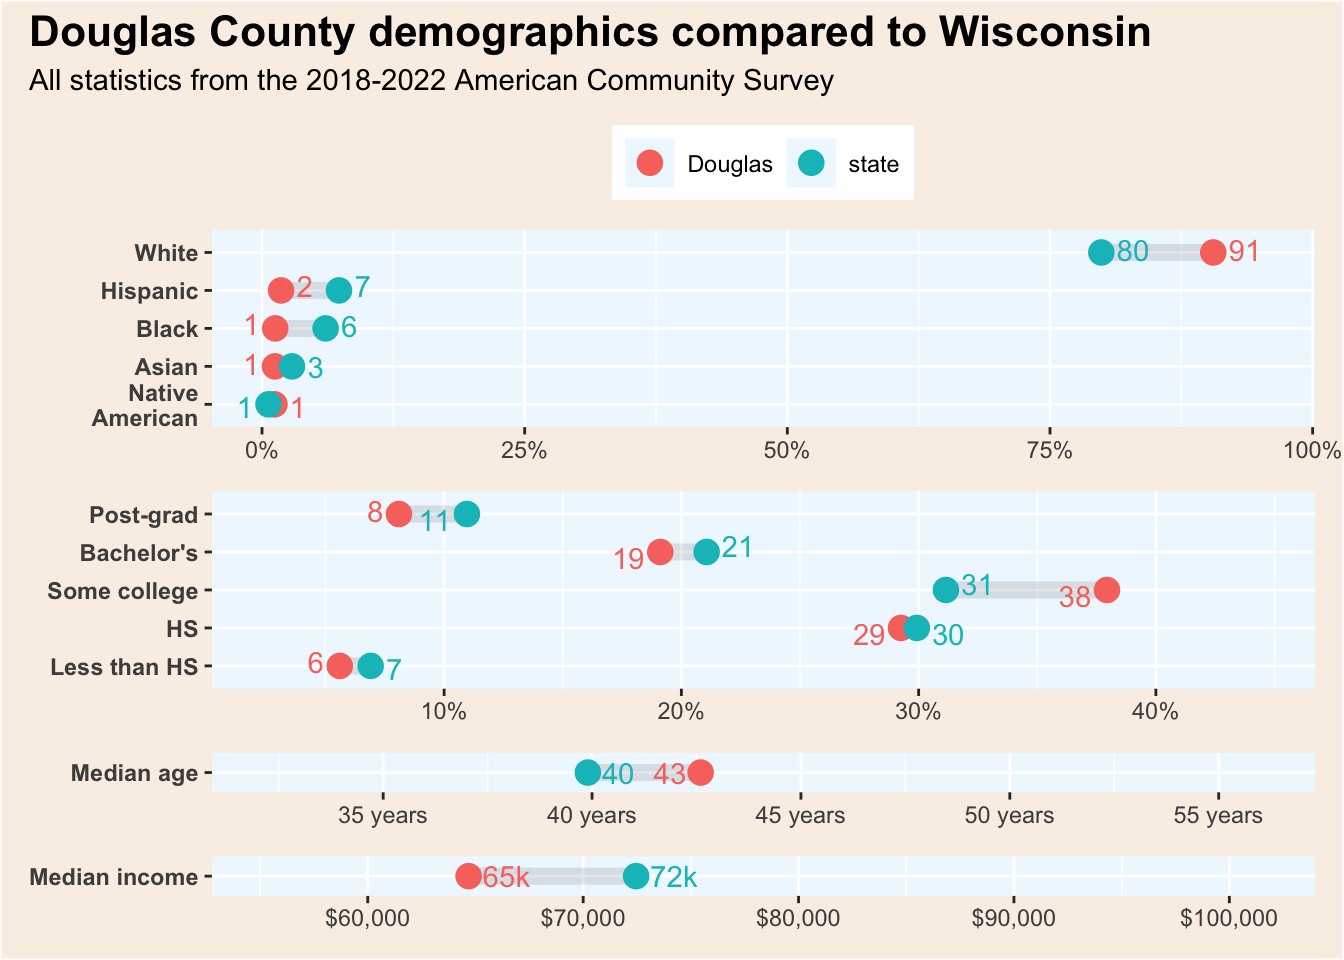 Douglas County demographics compared to Wisconsin
All statistics from the 2018-2022 American Community Survey
Douglas state
White 80 91
Hispanic 2 7
Black 1 6
Asian 1 3
Native
American 1 1
0% 25% 50% 75% 100%
Post-grad 8 11
Bachelor's 19 21
Some college 31 38
HS 29 30
Less than HS 6 7
10% 20% 30% 40%
Median age 40 43
35 years 40 years 45 years 50 years 55 years
Median income 65k 72k
$60,000 $70,000 $80,000 $90,000 $100,000